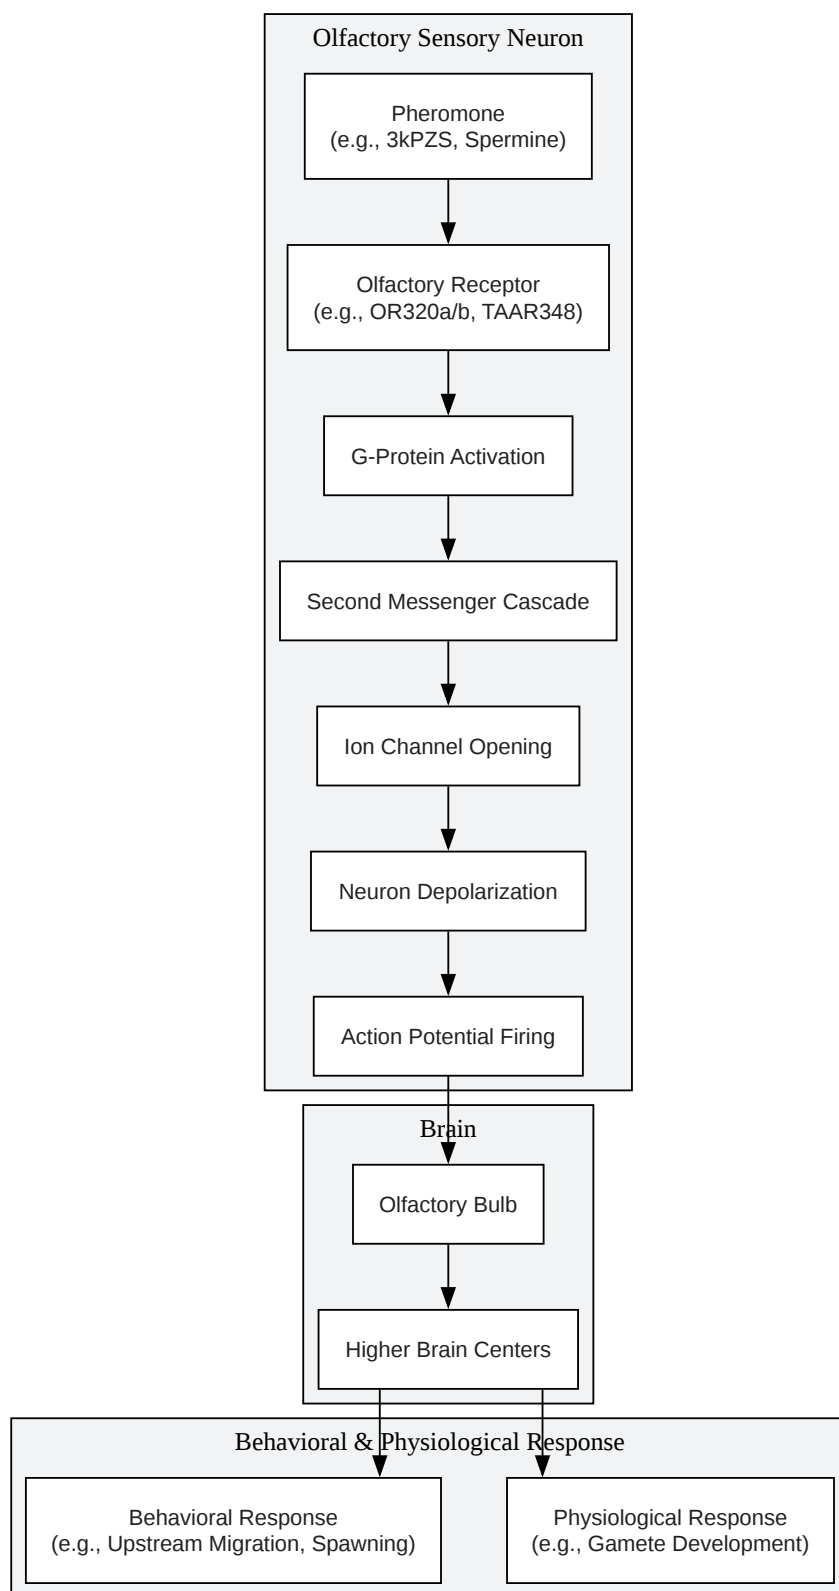 Olfactory Sensory Neuron
Pheromone
(e.g., 3kPZS, Spermine)
Olfactory Receptor
(e.g., OR320a/b, TAAR348)
G-Protein Activation
Second Messenger Cascade
Ion Channel Opening
Neuron Depolarization
Action Potential Firing
Brain
Olfactory Bulb
Higher Brain Centers
Behavioral & Physiological Response
Behavioral Response
(e.g., Upstream Migration, Spawning)
Physiological Response
(e.g., Gamete Development)